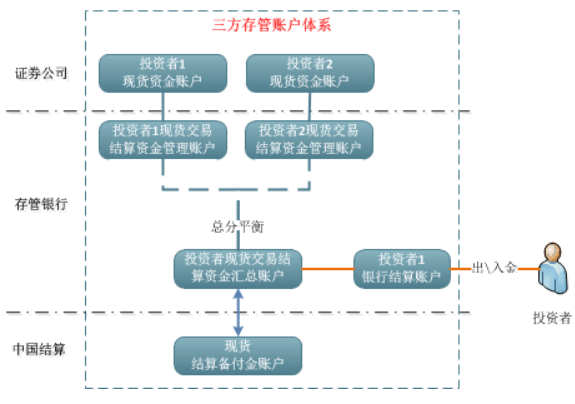 三方存管账户体系
证券公司
投资者1
现货资金账户
投资者2
现货资金账户
投资者1现货交易
结算资金管理账户
投资者2现货交易
结算资金管理账户
存管银行
总分平衡
投资者现货交易结
算资金汇总账户
投资者1
银行结算账户
出\入金
投资者
中国结算
现货
结算备付金账户